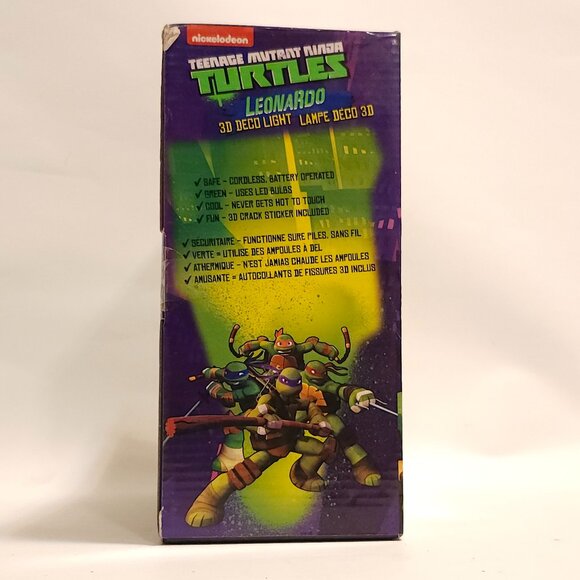 nickelodeon
TEENAGE MUTANT NINJA
TURTLES
LEONARDO
3D DECO LIGHT LAMPE DÉCO 3D
✓ SAFE - CORDLESS, BATTERY OPERATED
✓ GREEN - USES LED BULBS
✓ COOL - NEVER GETS HOT TO TOUCH
✓ FUN - 3D CRACK STICKER INCLUDED
✓ SÉCURITAIRE - FUNCTIONNE SURE PILES, SANS FIL
✓ VERTE = UTILISE DES AMPOULES À DEL
✓ ATHERMIQUE - N'EST JAMIAS CHAUDE LES AMPOULES
✓ AMUSANTE = AUTOCOLLANTS DE FISSURES 3D INCLUS